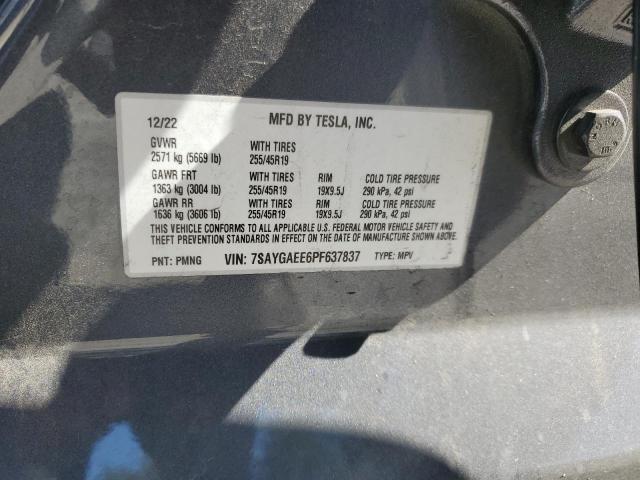 12/22 MFD BY TESLA, INC.
GVWR WITH TIRES
2571 kg (5669 lb) 255/45R19
GAWR FRT WITH TIRES RIM COLD TIRE PRESSURE
1363 kg (3004 lb) 255/45R19 19X9.5J 290 kPa, 42 psi
GAWR RR WITH TIRES RIM COLD TIRE PRESSURE
1636 kg (3606 lb) 255/45R19 19X9.5J 290 kPa, 42 psi
THIS VEHICLE CONFORMS TO ALL APPLICABLE U.S. FEDERAL MOTOR VEHICLE SAFETY AND
THEFT PREVENTION STANDARDS IN EFFECT ON THE DATE OF MANUFACTURE SHOWN ABOVE.
PNT: PMNG VIN: 7SAYGAEE6PF637837 TYPE: MPV